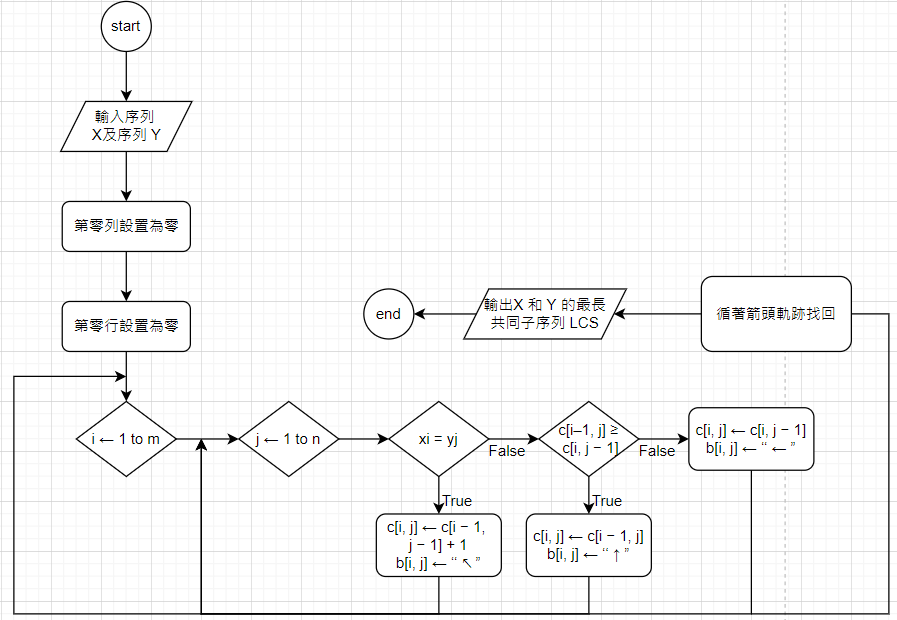 start
輸入序列
X及序列 Y
第零列設置為零
第零行設置為零
end
輸出X 和 Y 的最長
共同子序列 LCS
循著箭頭軌跡找回
i ← 1 to m
j ← 1 to n
xi = yj
False
c[i–1, j] ≥
c[i, j − 1]
False
c[i, j] ← c[i, j − 1]
b[i, j] ← “ ← ”
True
c[i, j] ← c[i − 1,
j − 1] + 1
b[i, j] ← “ ↖ ”
True
c[i, j] ← c[i − 1, j]
b[i, j] ← “ ↑ ”